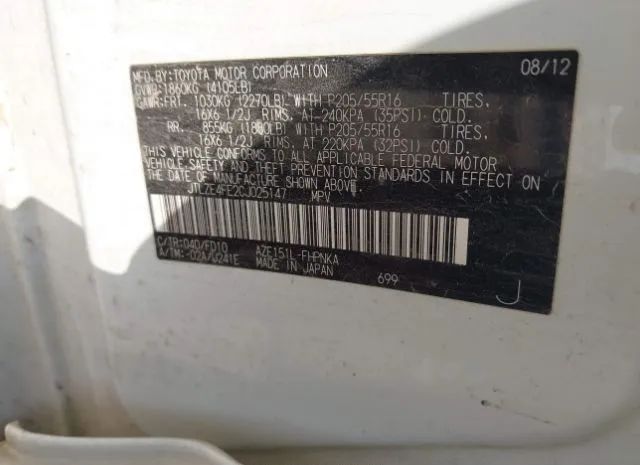 MFD.BY:TOYOTA MOTOR CORPORATION 08/12
GVWR:1860KG (4105LB)
GAWR:FRT. 1030KG (2270LB) WITH P205/55R16 TIRES,
16X6 1/2J RIMS, AT 240KPA (35PSI) COLD.
RR. 855KG (1880LB) WITH P205/55R16 TIRES,
16X6 1/2J RIMS, AT 220KPA (32PSI) COLD.
THIS VEHICLE CONFORMS TO ALL APPLICABLE FEDERAL MOTOR
VEHICLE SAFETY AND THEFT PREVENTION STANDARDS IN EFFECT ON
THE DATE OF MANUFACTURE SHOWN ABOVE.
JTLZE4FE2CJ025147 MPV
C/TR:040/FD10 AZE151L-FHPNKA
A/TM:-02A/U241E MADE IN JAPAN 699 J